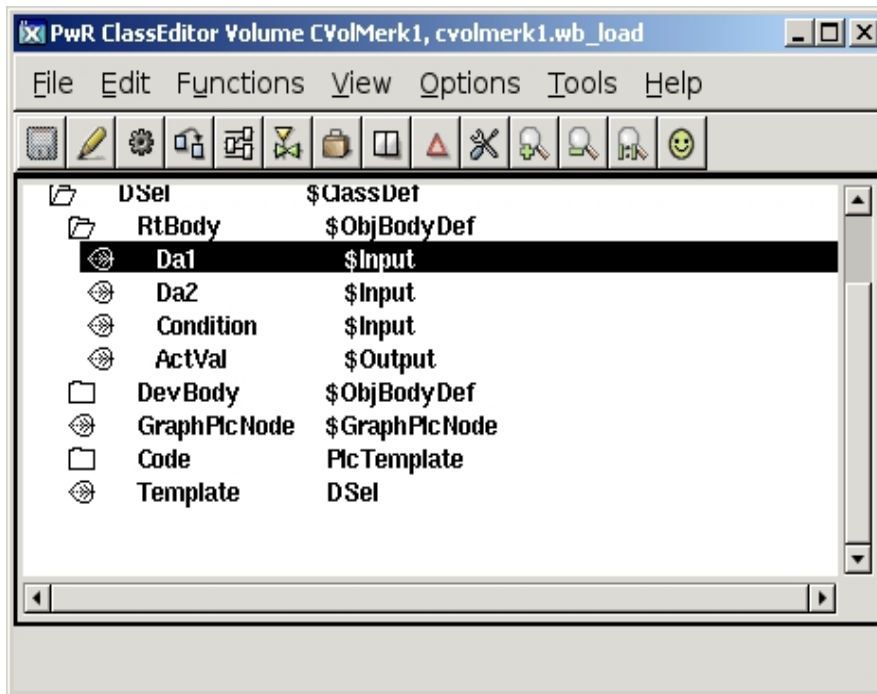 PwR ClassEditor Volume CVolMerk1, cvolmerk1.wb_load
File Edit Functions View Options Tools Help
DSel $ClassDef
RtBody $ObjBodyDef
Da1 $Input
Da2 $Input
Condition $Input
ActVal $Output
DevBody $ObjBodyDef
GraphPlcNode $GraphPlcNode
Code PlcTemplate
Template DSel